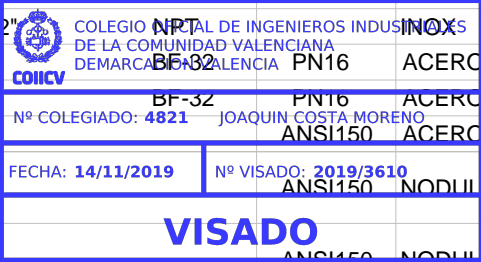 2" NPT INOX
COLEGIO OFICIAL DE INGENIEROS INDUSTRIALES
DE LA COMUNIDAD VALENCIANA
BF-32 PN16 ACERO
DEMARCACIÓN VALENCIA
COIICV
BF-32 PN16 ACERO
Nº COLEGIADO: 4821 JOAQUIN COSTA MORENO
ANSI150 ACERO
FECHA: 14/11/2019 Nº VISADO: 2019/3610
ANSI150 NODUL
VISADO
ANSI150 NODUL